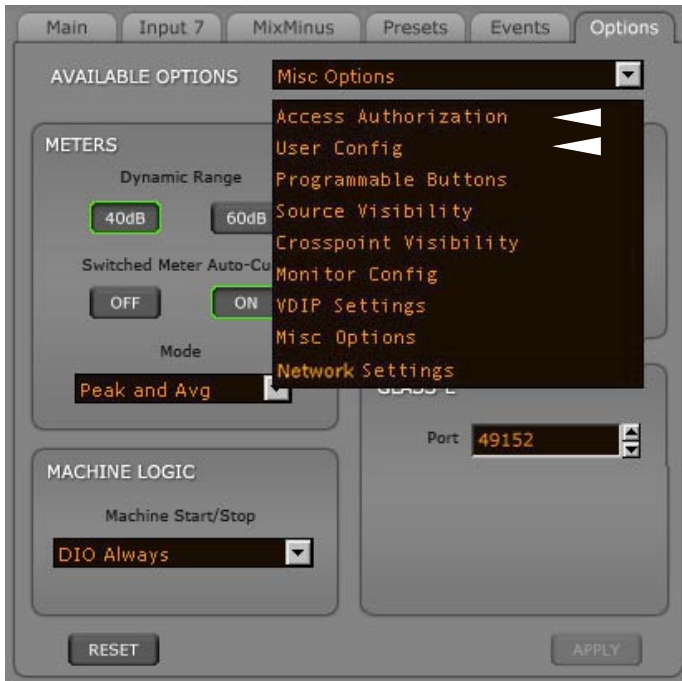 Main Input 7 MixMinus Presets Events Options
AVAILABLE OPTIONS Misc Options
Access Authorization
User Config
Programmable Buttons
Source Visibility
Crosspoint Visibility
Monitor Config
VDIP Settings
Misc Options
Network Settings
METERS
Dynamic Range
40dB 60dB
Switched Meter Auto-Cu
OFF ON
Mode
Peak and Avg
Port 49152
MACHINE LOGIC
Machine Start/Stop
DIO Always
RESET APPLY